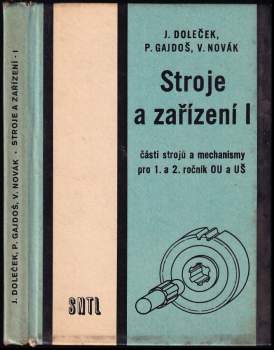 J. DOLEČEK, P. GAJDOŠ, V. NOVÁK • STROJE A ZAŘÍZENÍ - I
J. DOLEČEK,
P. GAJDOŠ, V. NOVÁK
Stroje
a zařízení I
části strojů a mechanismy
pro 1. a 2. ročník OU a UŠ
SNTL